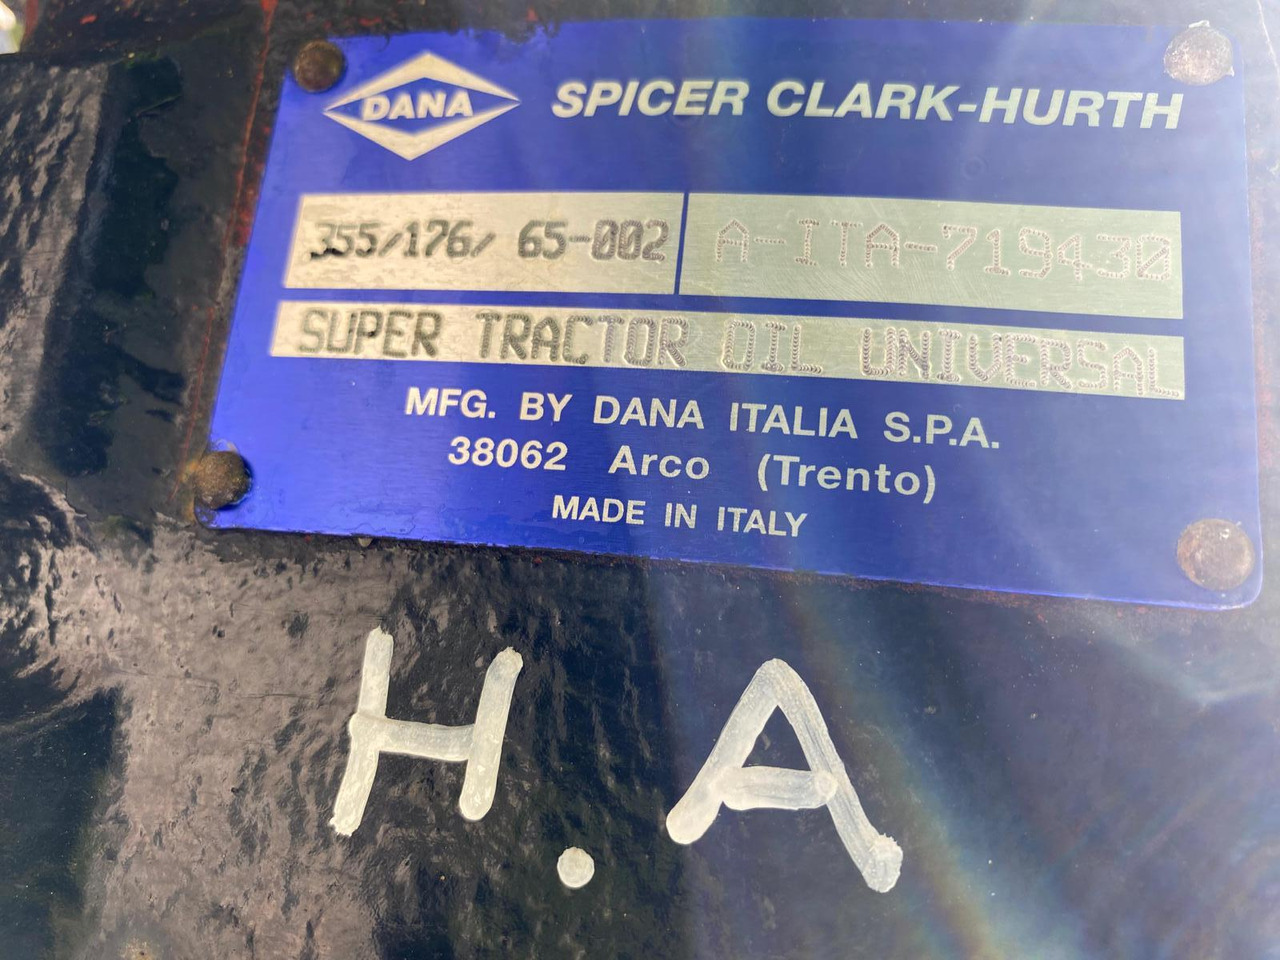 DANA SPICER CLARK-HURTH
355/176/ 65-002 A-ITA-719430
SUPER TRACTOR OIL UNIVERSAL
MFG. BY DANA ITALIA S.P.A.
38062 Arco (Trento)
MADE IN ITALY
H.A